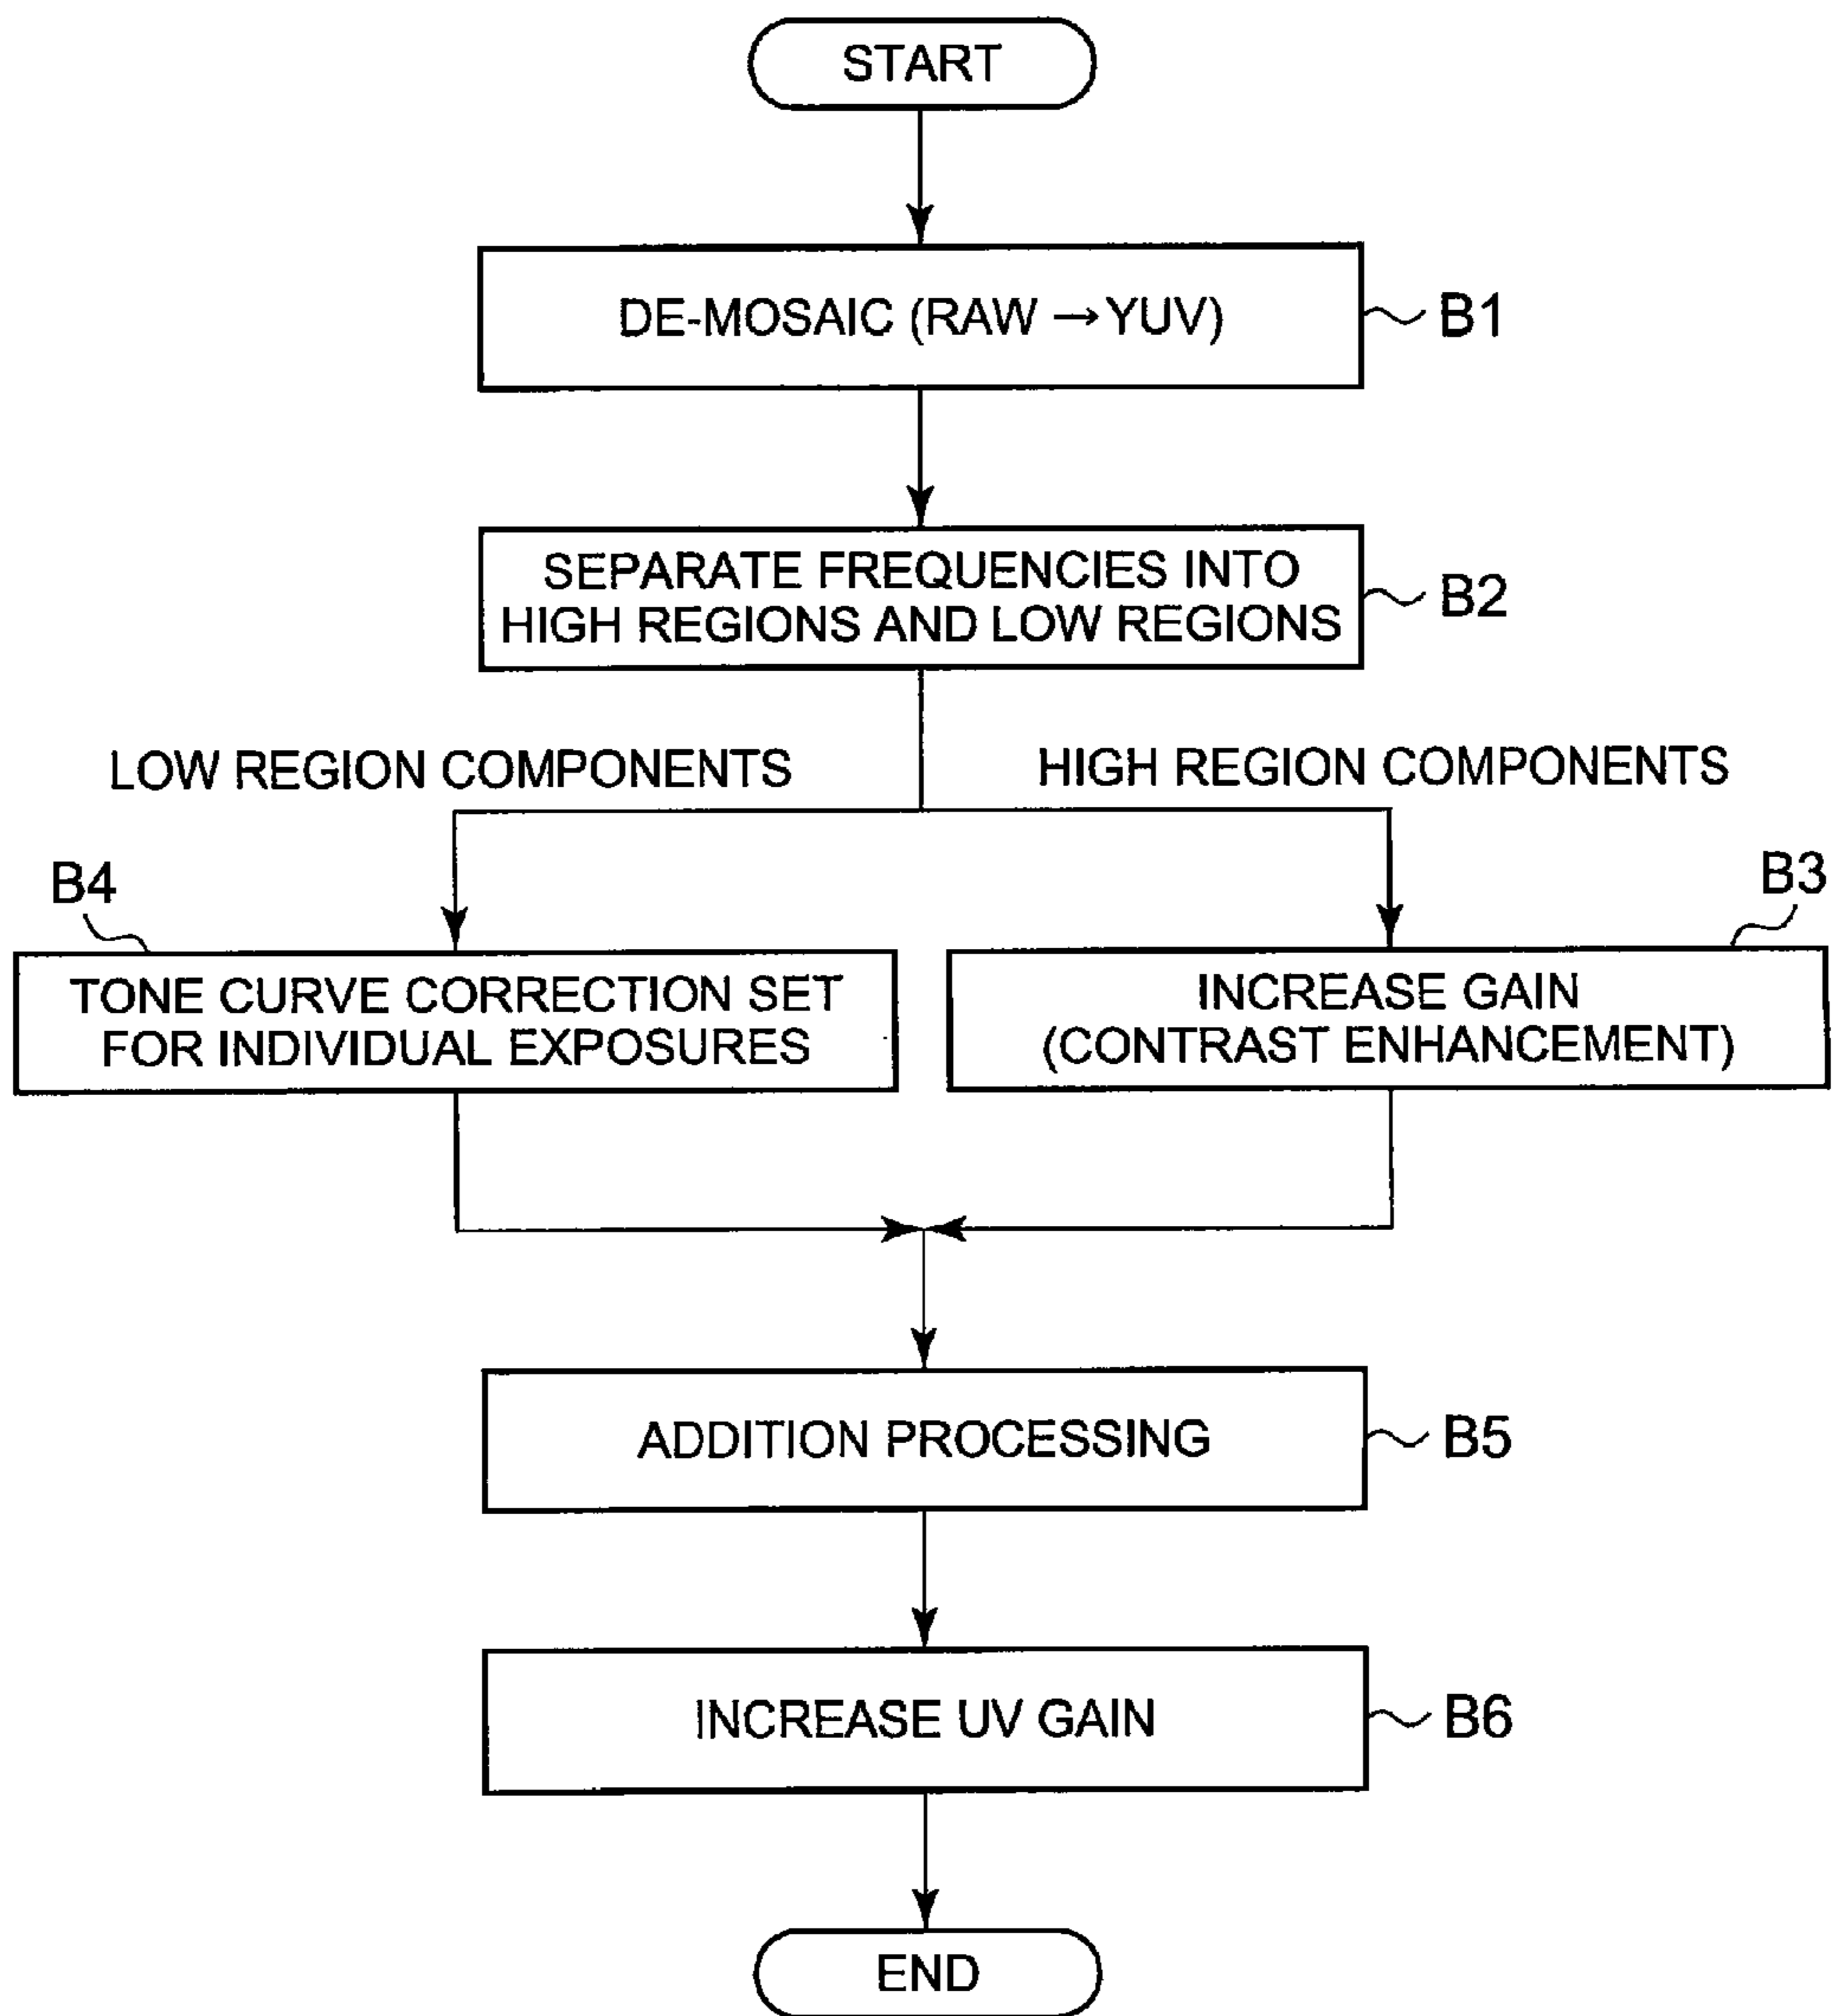 START
DE-MOSAIC (RAW → YUV)
B1
SEPARATE FREQUENCIES INTO
HIGH REGIONS AND LOW REGIONS
B2
LOW REGION COMPONENTS
HIGH REGION COMPONENTS
B4
B3
TONE CURVE CORRECTION SET
FOR INDIVIDUAL EXPOSURES
INCREASE GAIN
(CONTRAST ENHANCEMENT)
ADDITION PROCESSING
B5
INCREASE UV GAIN
B6
END